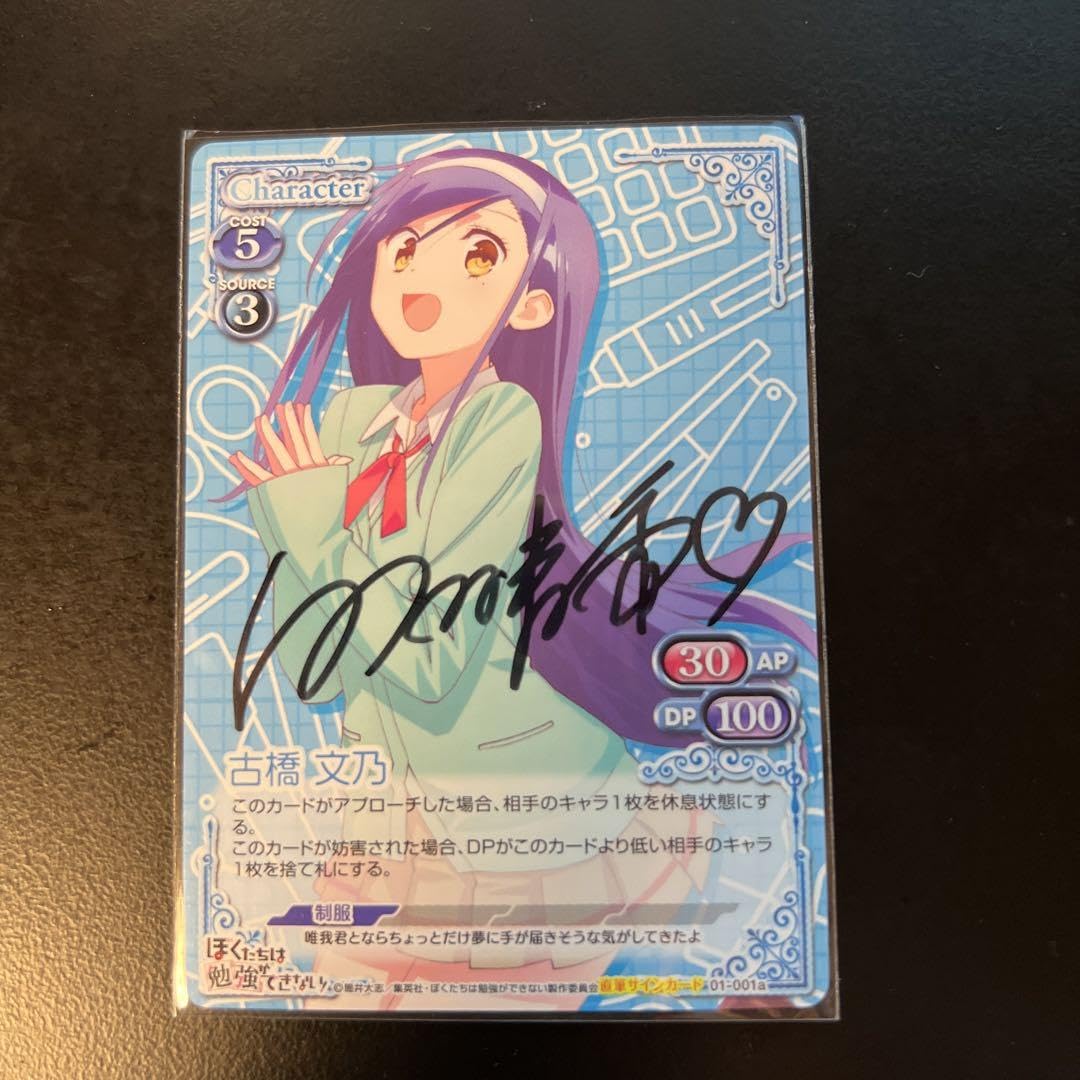 Character
COST
5
SOURCE
3
30 AP
DP 100
古橋 文乃
このカードがアプローチした場合、相手のキャラ1枚を休息状態にす
る。
このカードが妨害された場合、DPがこのカードより低い相手のキャラ
1枚を捨て札にする。
制服
唯我君とならちょっとだけ夢に手が届きそうな気がしてきたよ
ぼくたちは
勉強ができない
©筒井大志／集英社・ぼくたちは勉強ができない製作委員会 直筆サインカード 01-001a